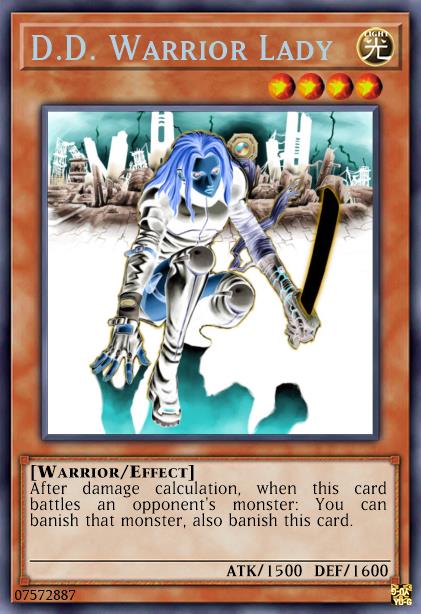 D.D. Warrior Lady
LIGHT
光
[Warrior/Effect]
After damage calculation, when this card
battles an opponent's monster: You can
banish that monster, also banish this card.
ATK/1500 DEF/1600
07572887